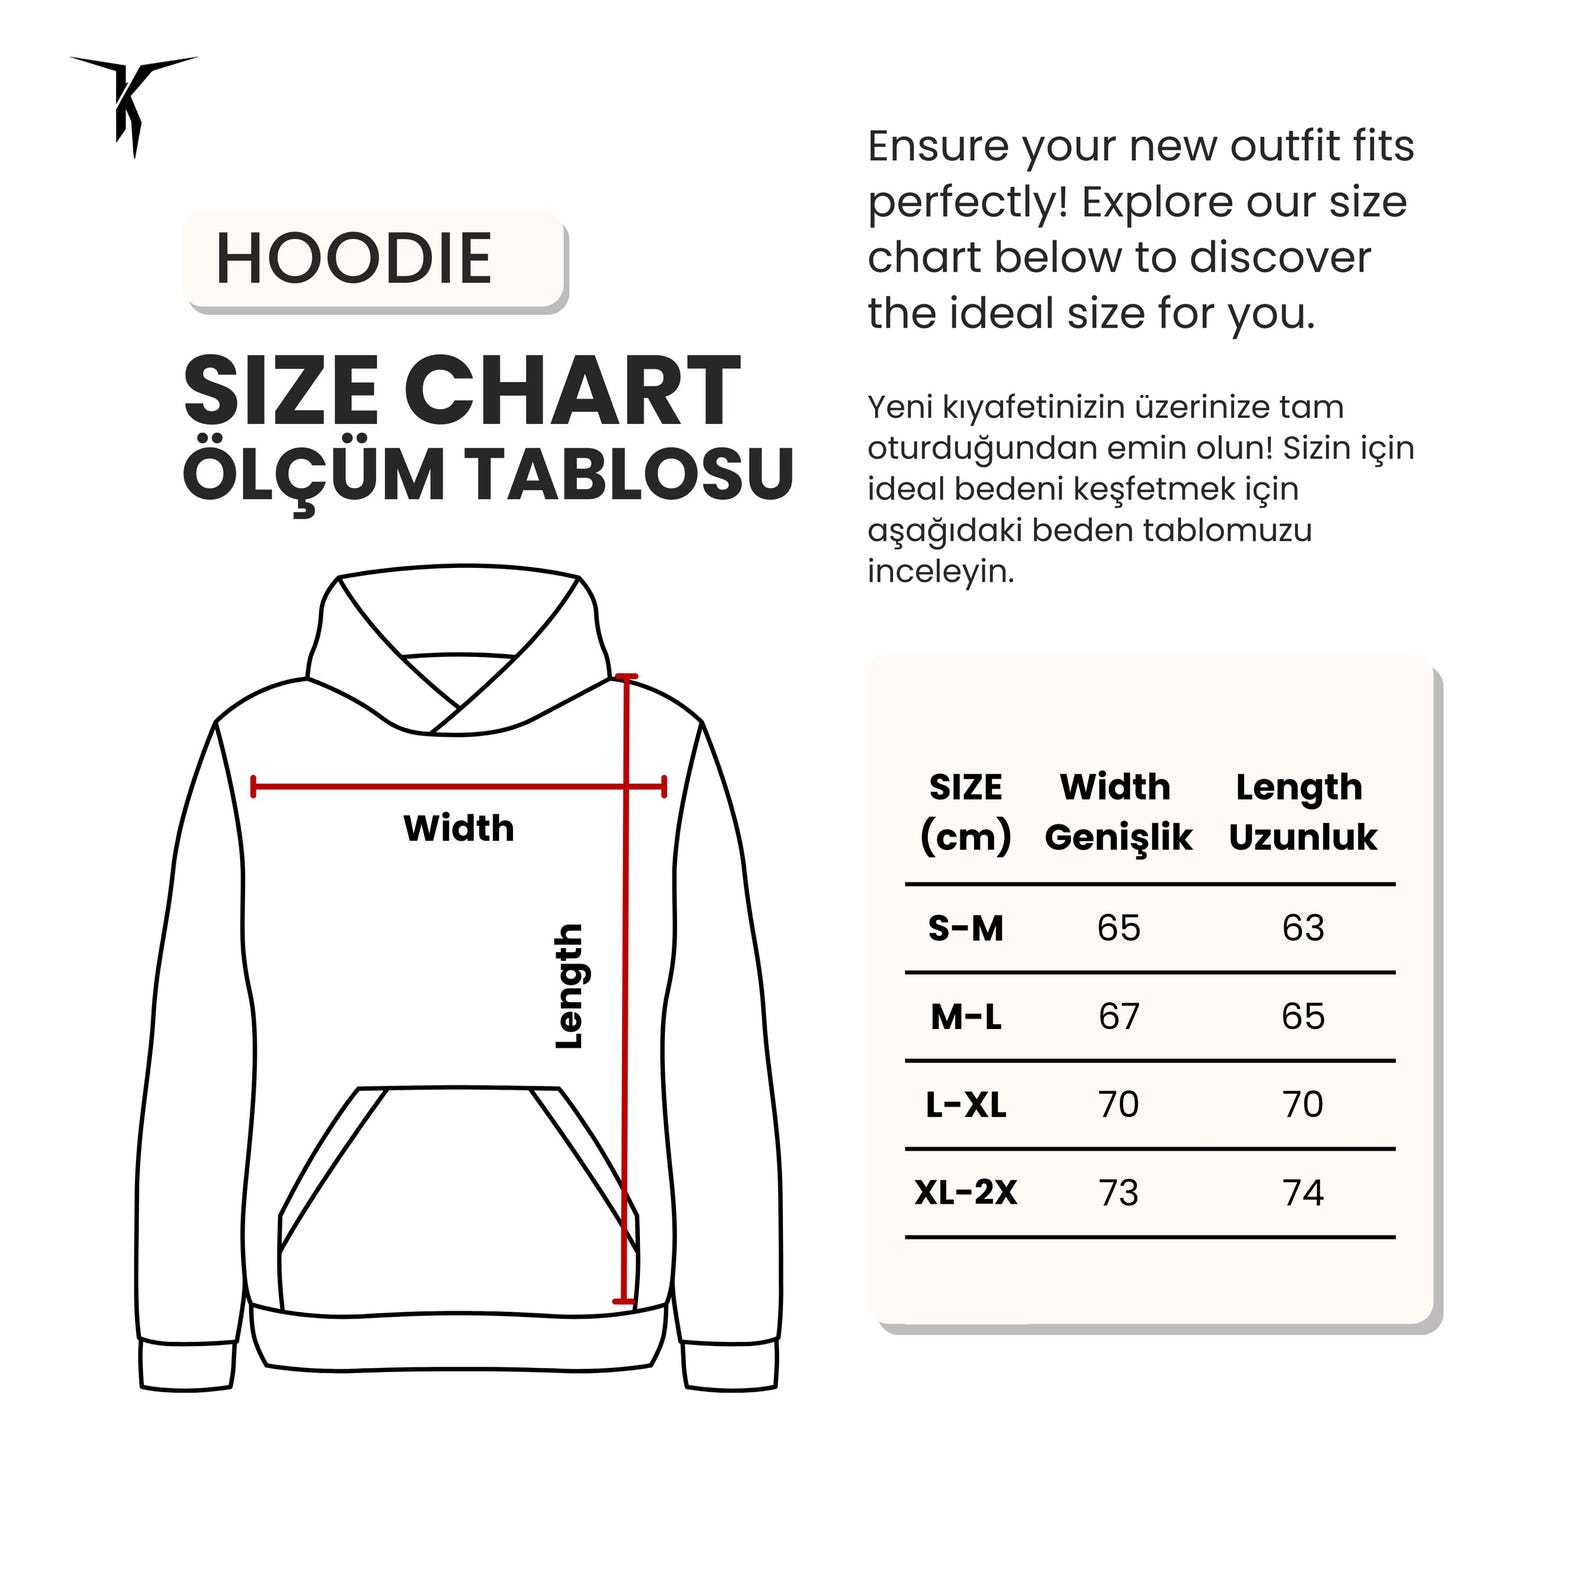 HOODIE
SIZE CHART
ÖLÇÜM TABLOSU
Ensure your new outfit fits
perfectly! Explore our size
chart below to discover
the ideal size for you.
Yeni kıyafetinizin üzerinize tam
oturduğundan emin olun! Sizin için
ideal bedeni keşfetmek için
aşağıdaki beden tablomuzu
inceleyin.
Width
Length
SIZE Width Length
(cm) Genişlik Uzunluk
S-M 65 63
M-L 67 65
L-XL 70 70
XL-2X 73 74